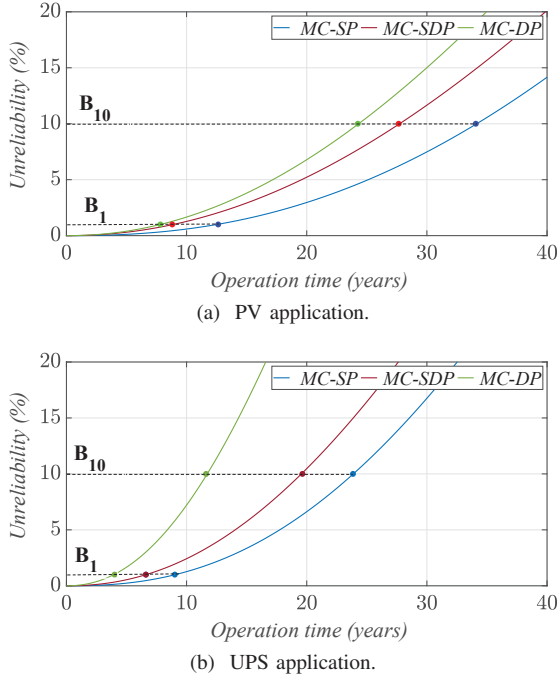 20
MC-SP MC-SDP MC-DP
15
B10
10
5
B1
0
0 10 20 30 40
Unreliability (%)
Operation time (years)
(a) PV application.
20
MC-SP MC-SDP MC-DP
15
B10
10
5
B1
0
0 10 20 30 40
Unreliability (%)
Operation time (years)
(b) UPS application.